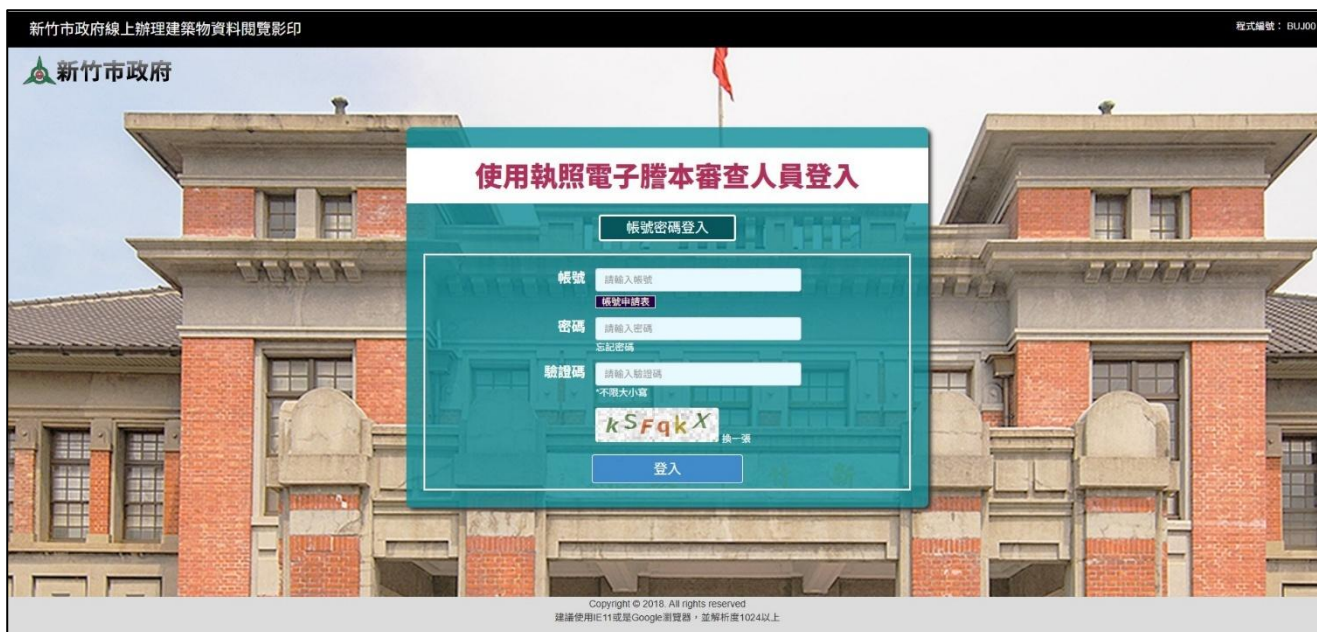 新竹市政府線上辦理建築物資料閱覽影印
程式編號： BUJ00
新竹市政府
使用執照電子謄本審查人員登入
帳號密碼登入
帳號
請輸入帳號
帳號申請表
密碼
請輸入密碼
忘記密碼
驗證碼
請輸入驗證碼
*不限大小寫
kSFqkX
換一張
登入
Copyright © 2018. All rights reserved
建議使用IE11或是Google瀏覽器，並解析度1024以上